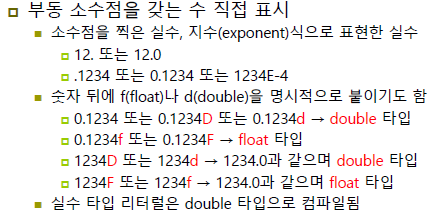 부동 소수점을 갖는 수 직접 표시
소수점을 찍은 실수, 지수(exponent)식으로 표현한 실수
12. 또는 12.0
.1234 또는 0.1234 또는 1234E-4
숫자 뒤에 f(float)나 d(double)을 명시적으로 붙이기도 함
0.1234 또는 0.1234D 또는 0.1234d → double 타입
0.1234f 또는 0.1234F → float 타입
1234D 또는 1234d → 1234.0과 같으며 double 타입
1234F 또는 1234f → 1234.0과 같으며 float 타입
실수 타입 리터럴은 double 타입으로 컴파일됨